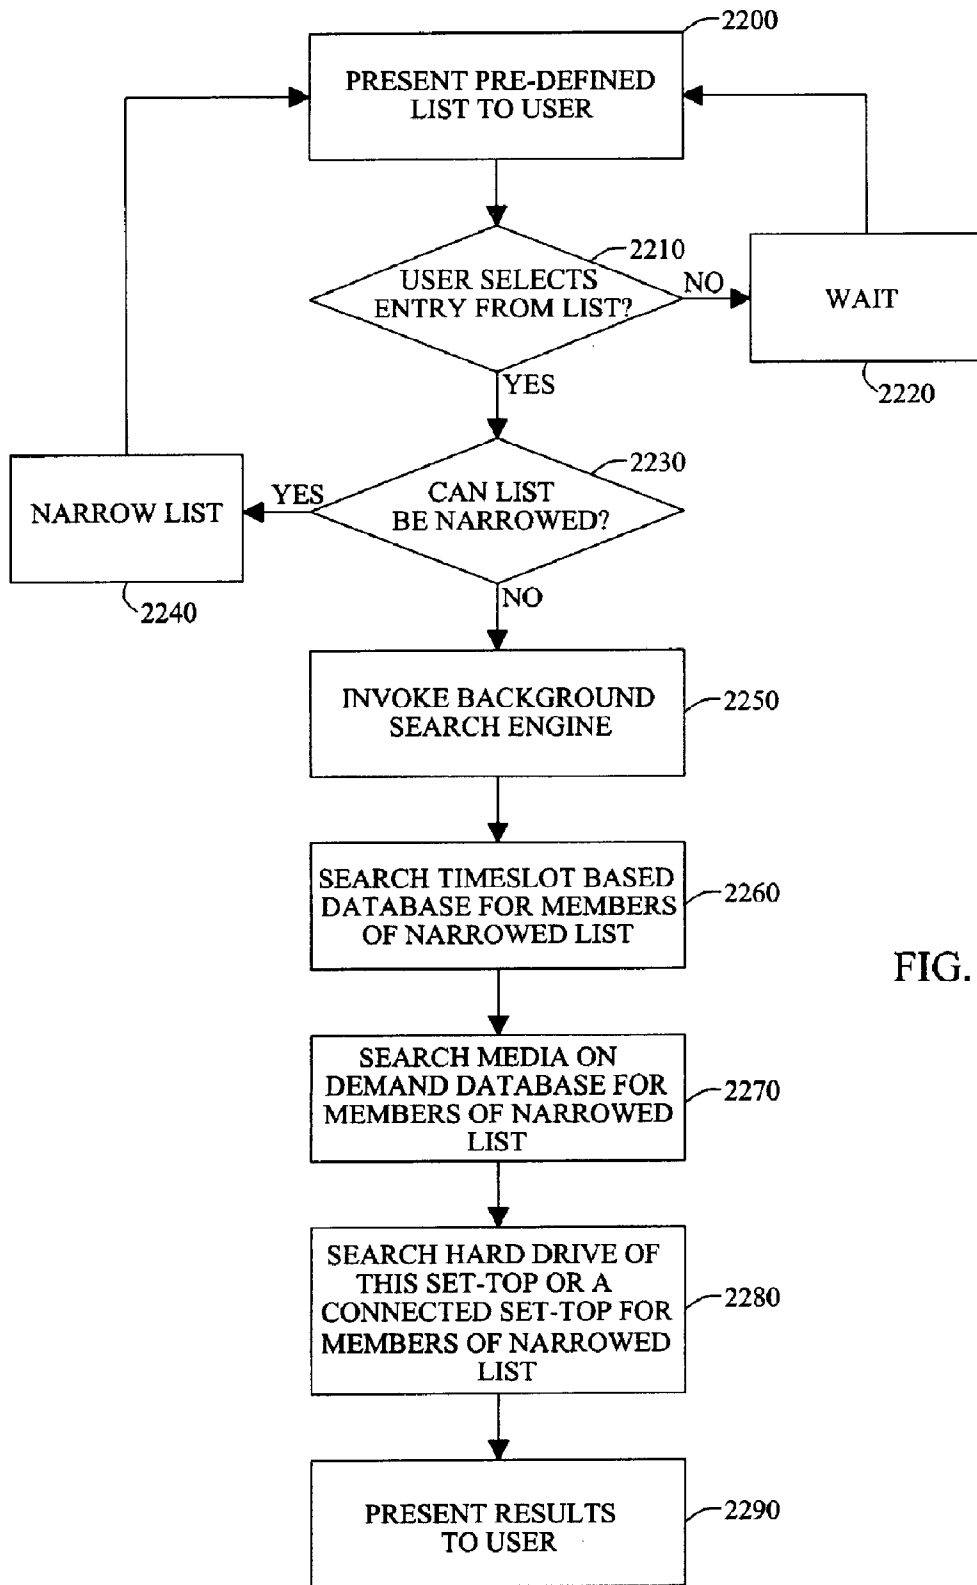 2200
PRESENT PRE-DEFINED
LIST TO USER
2210
USER SELECTS
ENTRY FROM LIST?
NO
WAIT
2220
YES
2230
CAN LIST
BE NARROWED?
YES
NARROW LIST
2240
NO
INVOKE BACKGROUND
SEARCH ENGINE
2250
SEARCH TIMESLOT BASED
DATABASE FOR MEMBERS
OF NARROWED LIST
2260
FIG.
SEARCH MEDIA ON
DEMAND DATABASE FOR
MEMBERS OF NARROWED
LIST
2270
SEARCH HARD DRIVE OF
THIS SET-TOP OR A
CONNECTED SET-TOP FOR
MEMBERS OF NARROWED
LIST
2280
PRESENT RESULTS
TO USER
2290